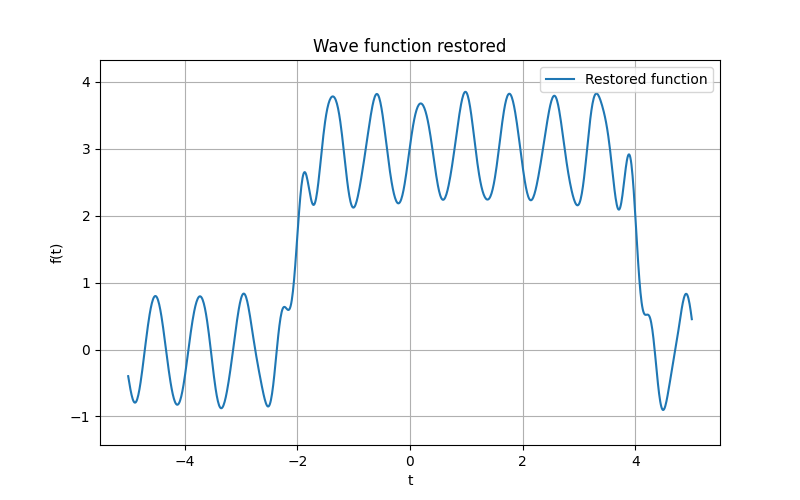 Wave function restored
Restored function
4
3
2
1
0
−1
f(t)
−4
−2
0
2
4
t